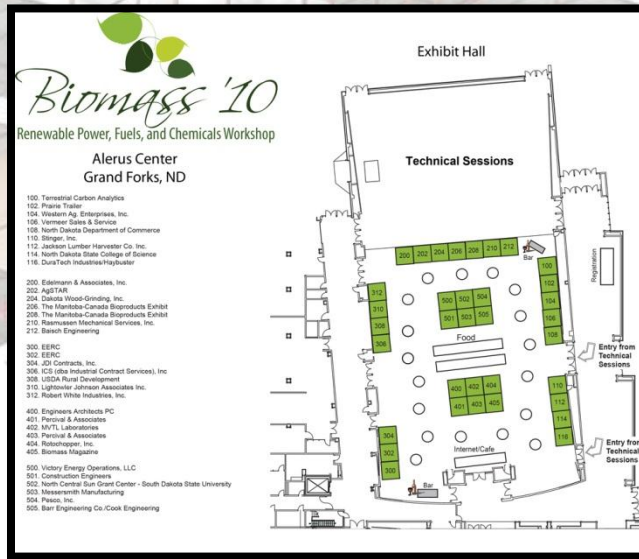 Biomass '10
Renewable Power, Fuels, and Chemicals Workshop
Alerus Center
Grand Forks, ND
100. Terrestrial Carbon Analytics
102. Prairie Trailer
104. Western Ag. Enterprises, Inc.
106. Vermeer Sales & Service
108. North Dakota Department of Commerce
110. Stinger, Inc.
112. Jackson Lumber Harvester Co. Inc.
114. North Dakota State College of Science
116. DuraTech Industries/Haybuster
200. Edelmann & Associates, Inc.
202. AgSTAR
204. Dakota Wood-Grinding, Inc.
206. The Manitoba-Canada Bioproducts Exhibit
208. The Manitoba-Canada Bioproducts Exhibit
210. Rasmussen Mechanical Services, Inc.
212. Baisch Engineering
300. EERC
302. EERC
304. JDI Contracts, Inc.
306. ICS (dba Industrial Contract Services), Inc
308. USDA Rural Development
310. Lightowler Johnson Associates Inc.
312. Robert White Industries, Inc.
400. Engineers Architects PC
401. Percival & Associates
402. MVTL Laboratories
403. Percival & Associates
404. Rotochopper, Inc.
405. Biomass Magazine
500. Victory Energy Operations, LLC
501. Construction Engineers
502. North Central Sun Grant Center - South Dakota State University
503. Messersmith Manufacturing
504. Pesco, Inc.
505. Barr Engineering Co./Cook Engineering
Exhibit Hall
Technical Sessions
Registration
Bar
200 202 204 206 208 210 212
100
102
104
106
108
312
310
308
306
500 502 504
501 503 505
Food
Entry from
Technical
Sessions
400 402 404
401 403 405
110
112
114
116
304
302
300
Internet/Cafe
Entry from
Technical
Sessions
Bar